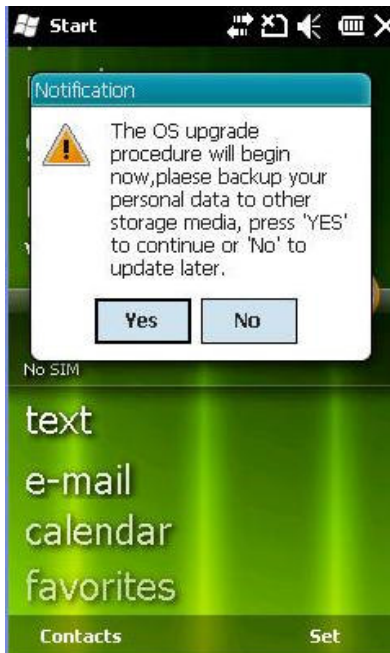 Start
Notification
The OS upgrade
procedure will begin
now,plaese backup your
personal data to other
storage media, press 'YES'
to continue or 'No' to
update later.
Yes No
No SIM
text
e-mail
calendar
favorites
Contacts Set